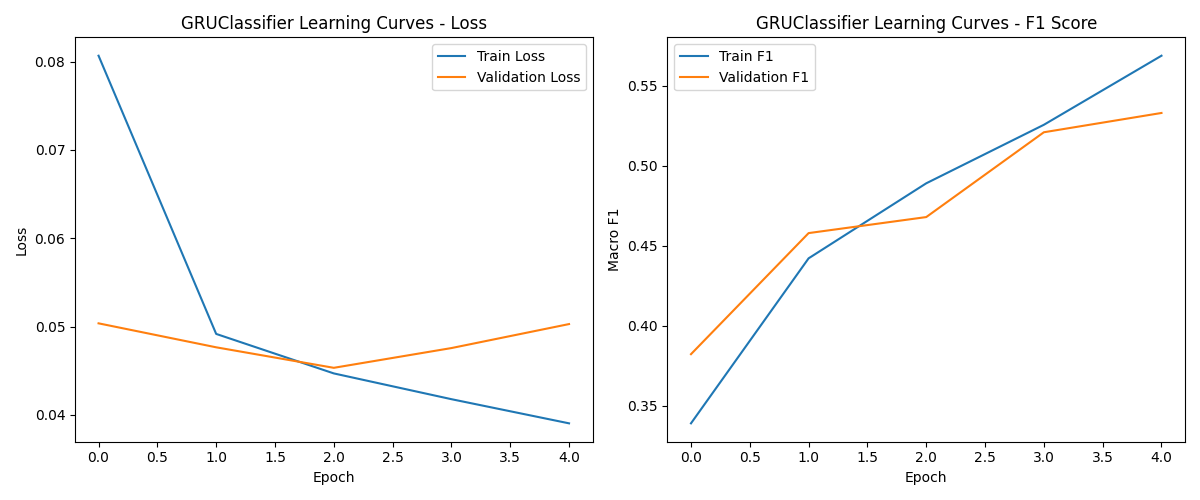 GRUClassifier Learning Curves - Loss
Train Loss
Validation Loss
0.08
0.07
0.06
0.05
0.04
Loss
0.0 0.5 1.0 1.5 2.0 2.5 3.0 3.5 4.0
Epoch
GRUClassifier Learning Curves - F1 Score
Train F1
Validation F1
0.55
0.50
0.45
0.40
0.35
Macro F1
0.0 0.5 1.0 1.5 2.0 2.5 3.0 3.5 4.0
Epoch